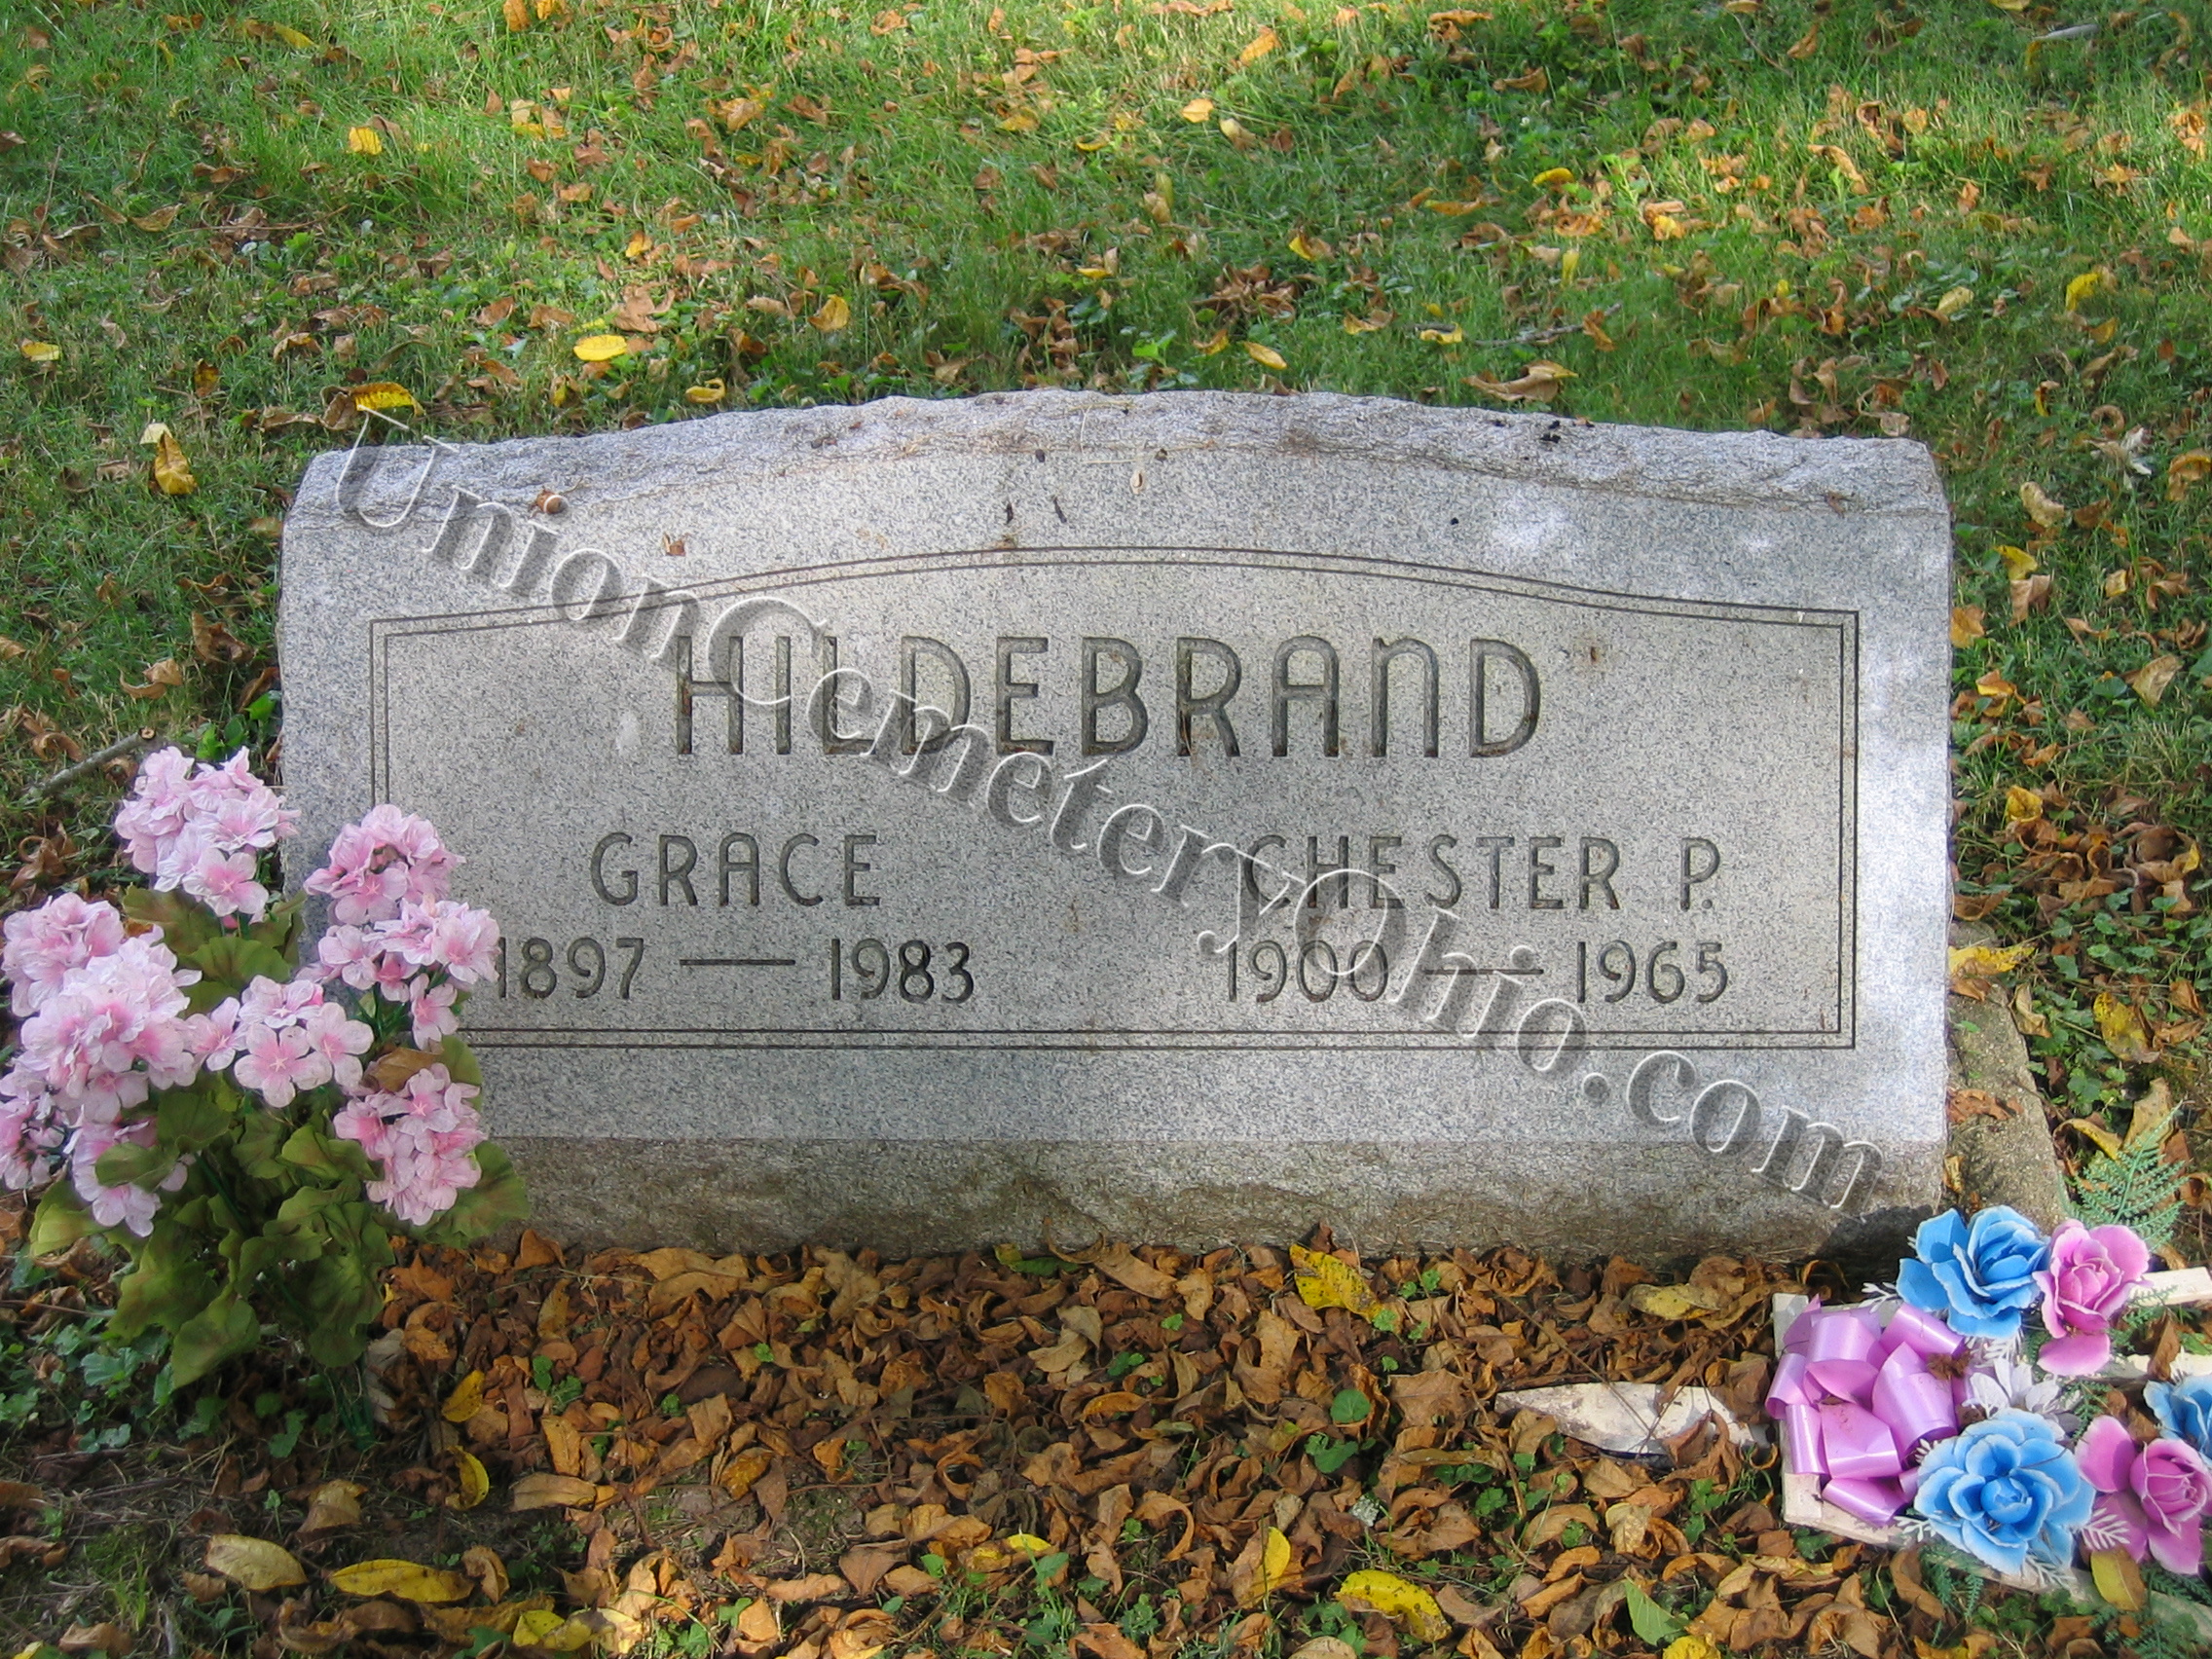 HILDEBRAND
GRACE CHESTER P.
1897 — 1983 1900 — 1965
UnionCemeteryOhio.com